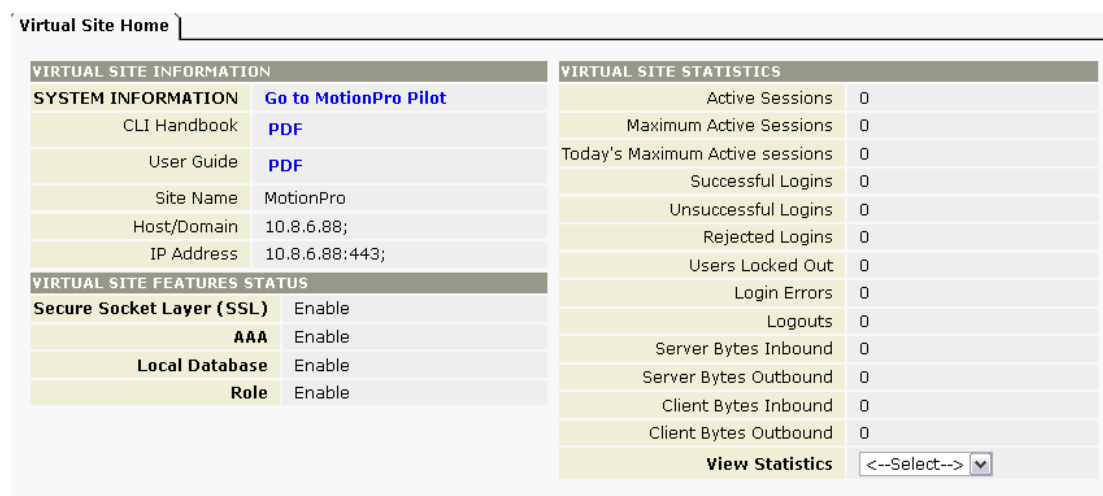 Virtual Site Home
VIRTUAL SITE INFORMATION
SYSTEM INFORMATION Go to MotionPro Pilot
CLI Handbook PDF
User Guide PDF
Site Name MotionPro
Host/Domain 10.8.6.88;
IP Address 10.8.6.88:443;
VIRTUAL SITE FEATURES STATUS
Secure Socket Layer (SSL) Enable
AAA Enable
Local Database Enable
Role Enable
VIRTUAL SITE STATISTICS
Active Sessions 0
Maximum Active Sessions 0
Today's Maximum Active sessions 0
Successful Logins 0
Unsuccessful Logins 0
Rejected Logins 0
Users Locked Out 0
Login Errors 0
Logouts 0
Server Bytes Inbound 0
Server Bytes Outbound 0
Client Bytes Inbound 0
Client Bytes Outbound 0
View Statistics <--Select-->